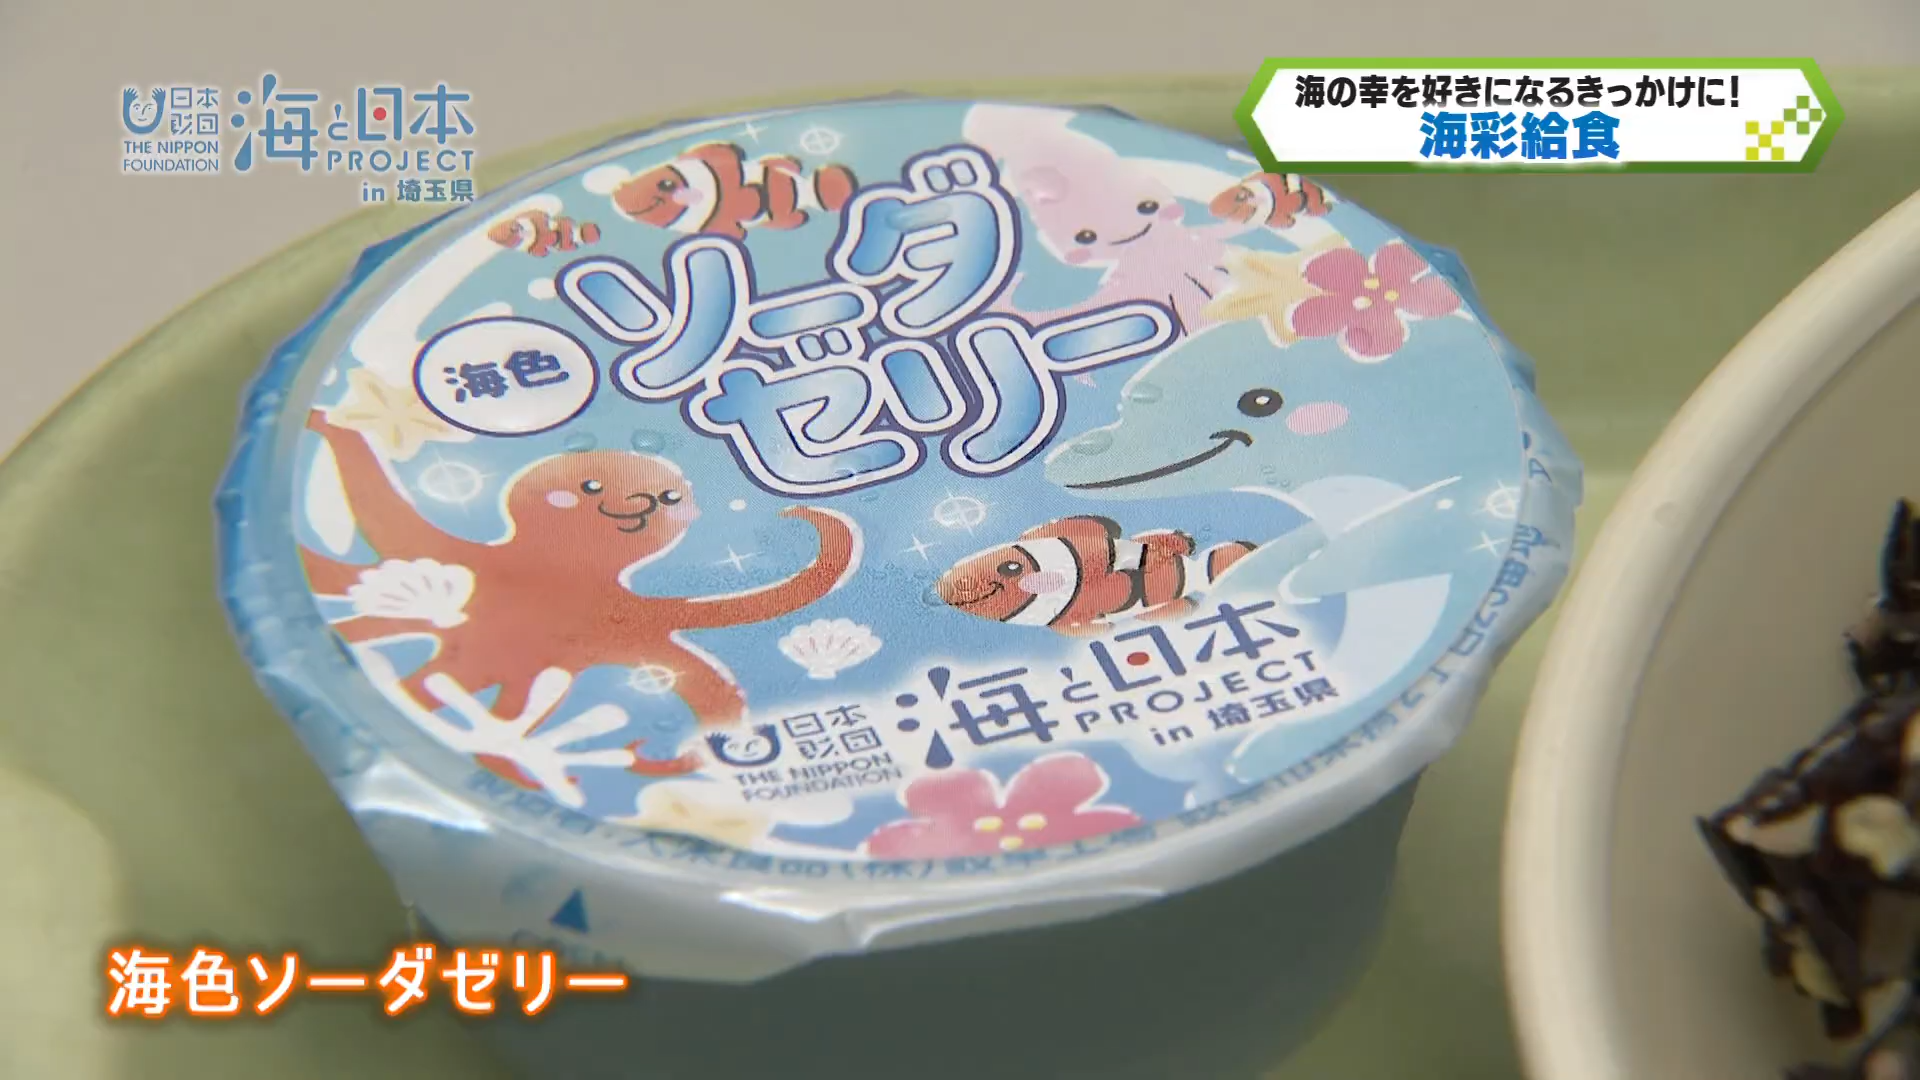 日本
財団
THE NIPPON
FOUNDATION
海と日本
PROJECT
in 埼玉県
海の幸を好きになるきっかけに!
海彩給食
海色
ソーダ
ゼリー
日本
財団
THE NIPPON
FOUNDATION
海と日本
PROJECT
in 埼玉県
海色ソーダゼリー